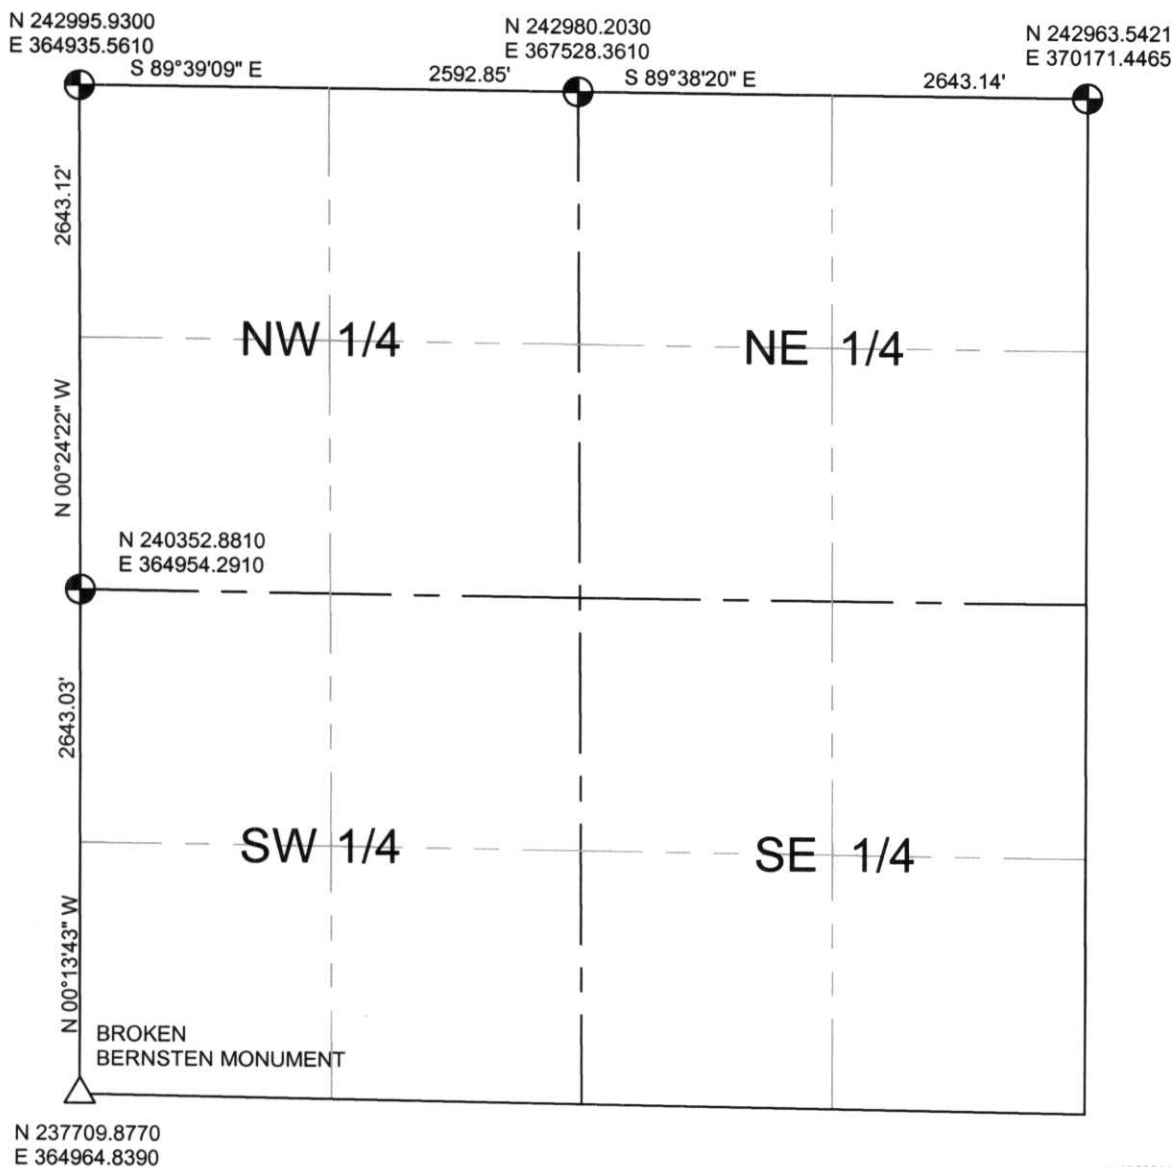 N 242995.9300
E 364935.5610
N 242980.2030
E 367528.3610
N 242963.5421
E 370171.4465
S 89°39'09" E
2592.85'
S 89°38'20" E
2643.14'
2643.12'
NW 1/4
NE 1/4
N 00°24'22" W
N 240352.8810
E 364954.2910
2643.03'
SW 1/4
SE 1/4
N 00°13'43" W
BROKEN
BERNSTEN MONUMENT
N 237709.8770
E 364964.8390